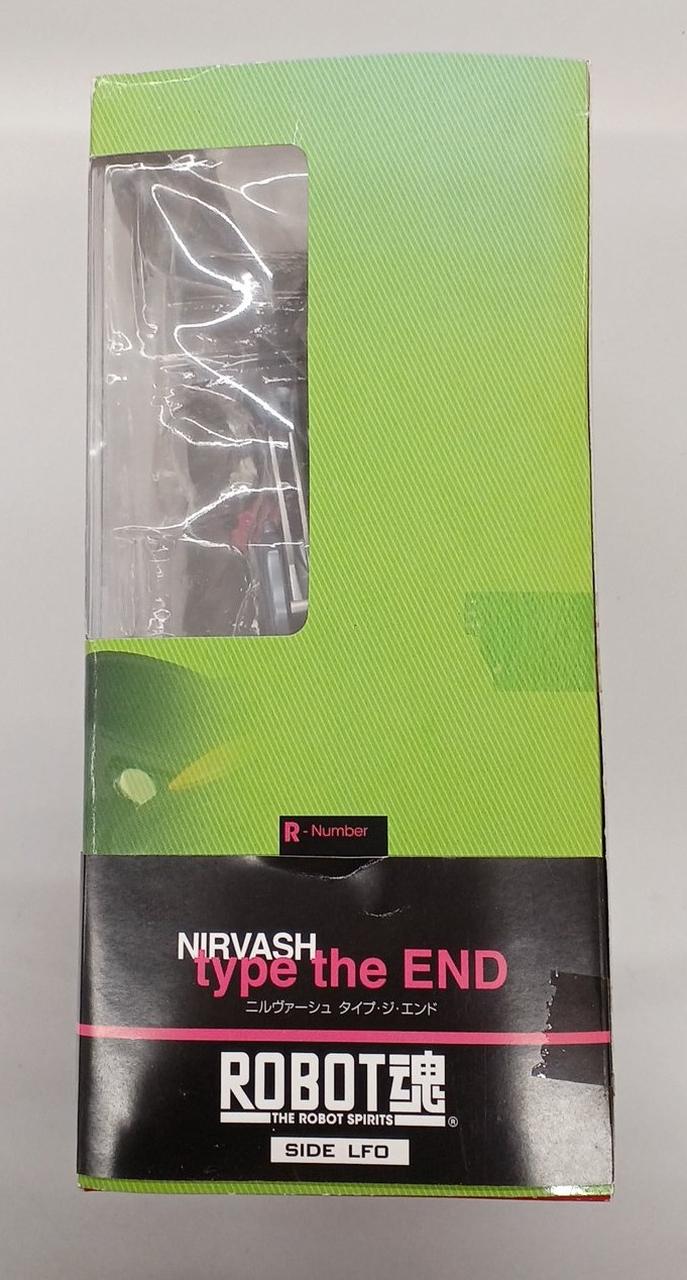 R - Number
NIRVASH
type the END
ニルヴァーシュ タイプ・ジ・エンド
ROBOT魂
THE ROBOT SPIRITS
®
SIDE LFO